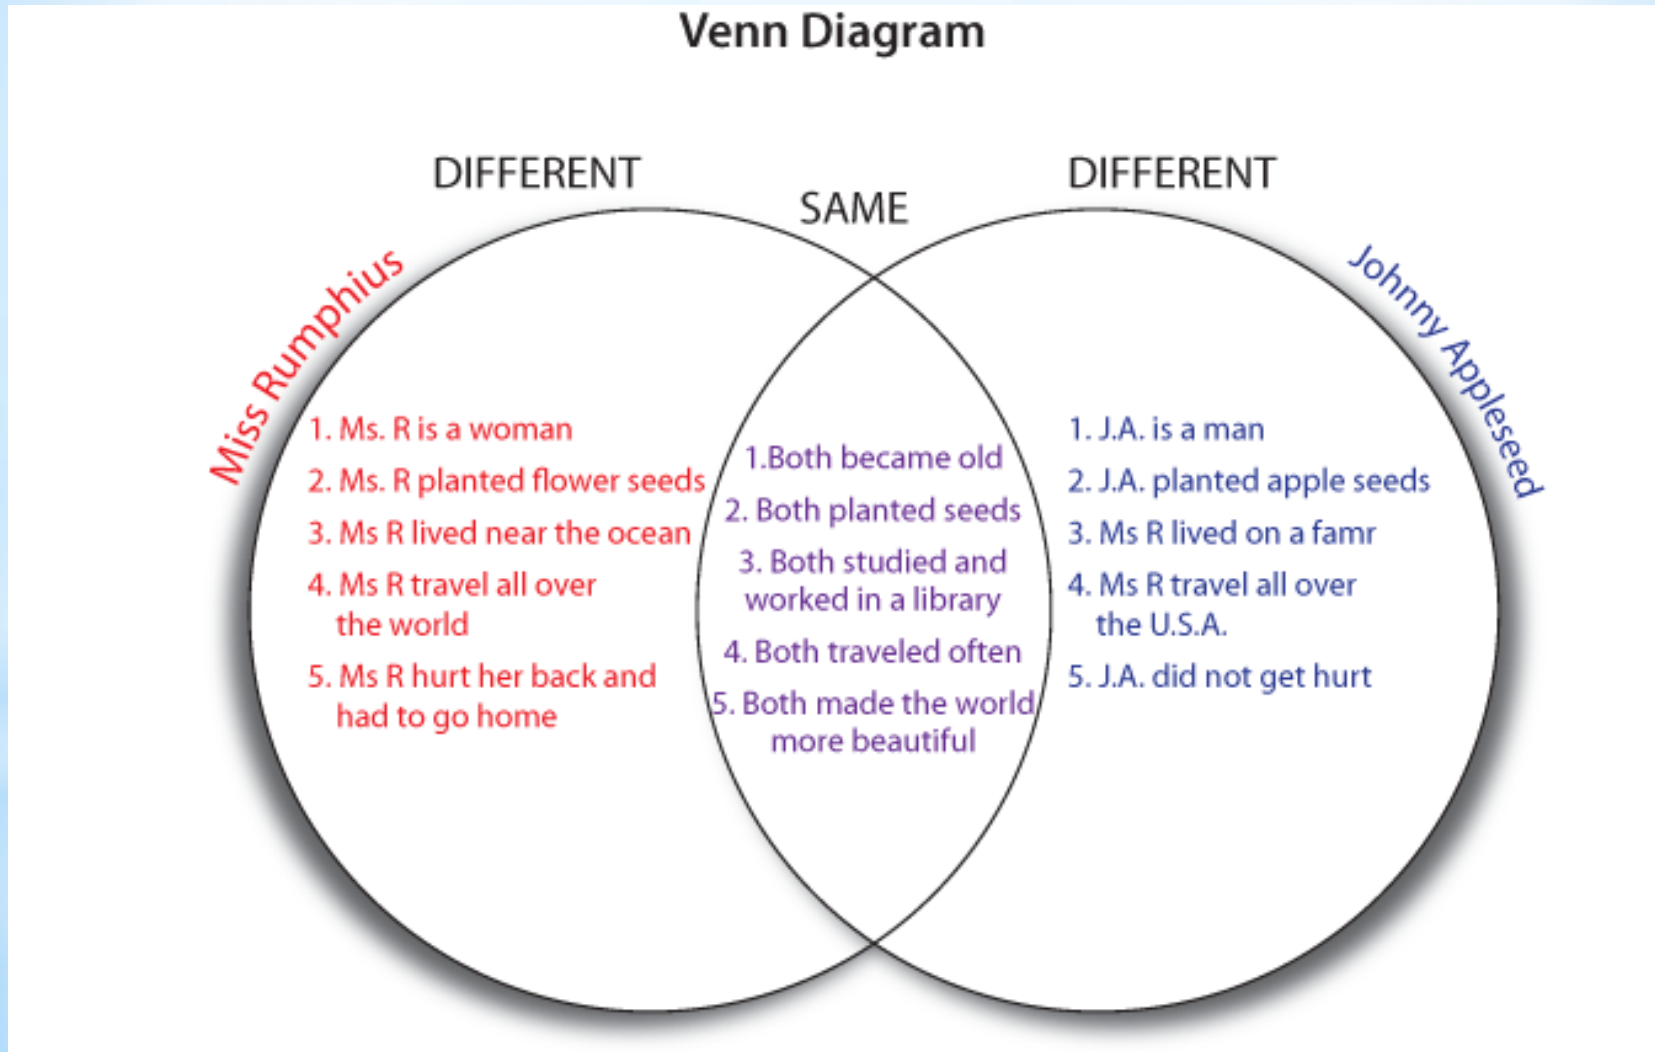 Venn Diagram
DIFFERENT
SAME
DIFFERENT
Miss Rumphius
1. Ms. R is a woman
2. Ms. R planted flower seeds
3. Ms R lived near the ocean
4. Ms R travel all over
the world
5. Ms R hurt her back and
had to go home
1.Both became old
2. Both planted seeds
3. Both studied and
worked in a library
4. Both traveled often
5. Both made the world
more beautiful
Johnny Appleseed
1. J.A. is a man
2. J.A. planted apple seeds
3. Ms R lived on a famr
4. Ms R travel all over
the U.S.A.
5. J.A. did not get hurt